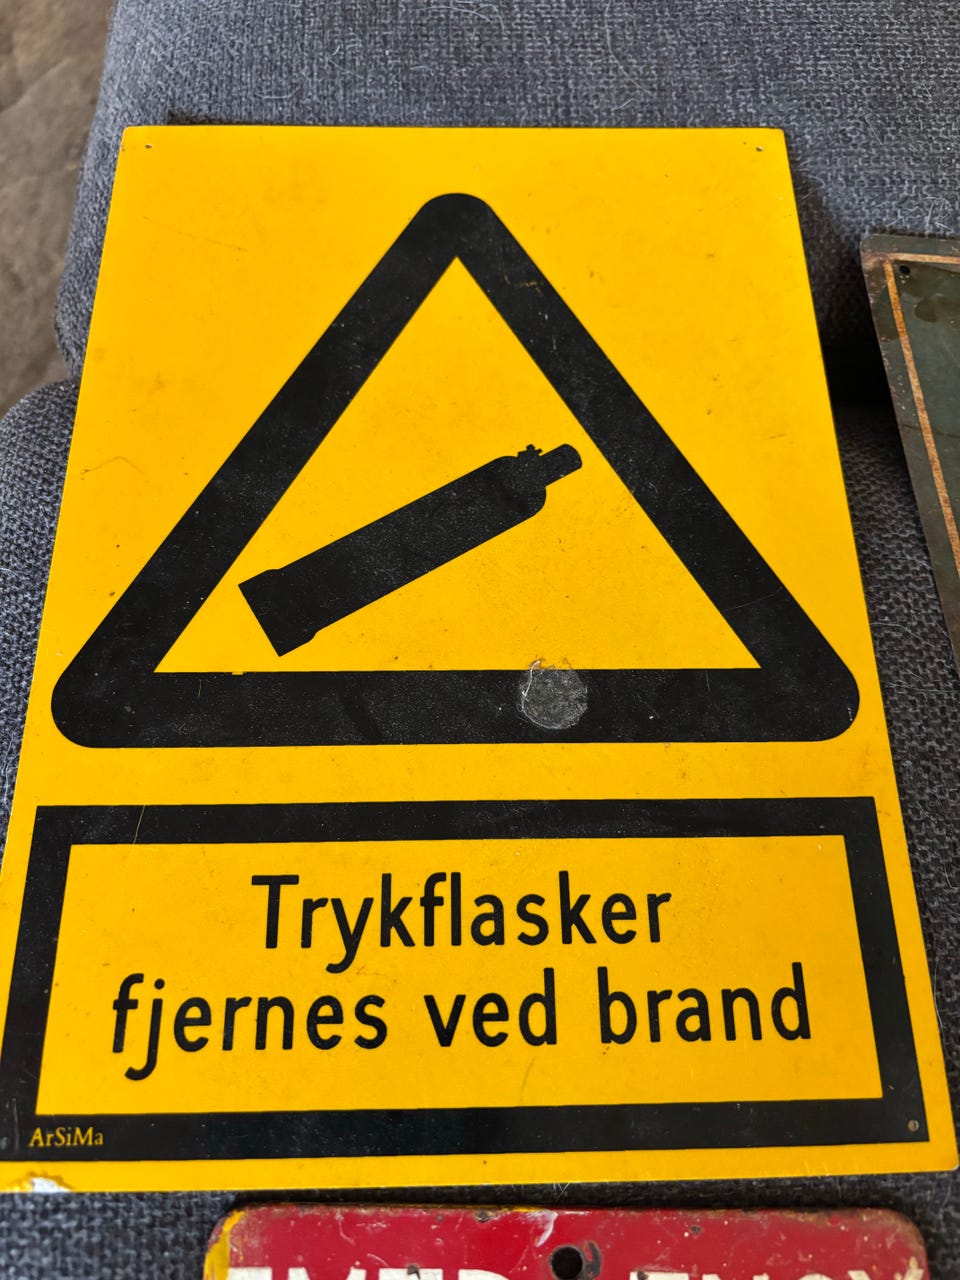 Trykflasker
fjernes ved brand
ArSiMa